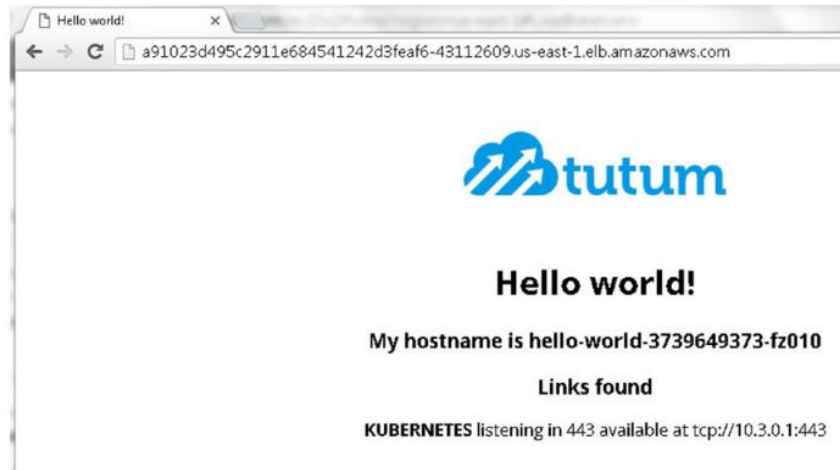 Hello world!
a91023d495c2911e684541242d3feaf6-43112609.us-east-1.elb.amazonaws.com
tutum
Hello world!
My hostname is hello-world-3739649373-fz010
Links found
KUBERNETES listening in 443 available at tcp://10.3.0.1:443